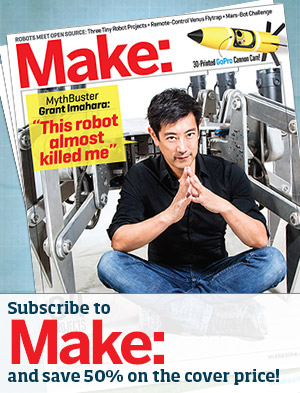 ROBOTS MEET OPEN SOURCE: Three Tiny Robot Projects • Remote-Control Venus Flytrap • Mars-Bot Challenge
Make:
3D-Printed GoPro Cannon Cam!
MythBuster
Grant Imahara:
“This robot
almost
killed me”
Subscribe to
Make:
and save 50% on the cover price!